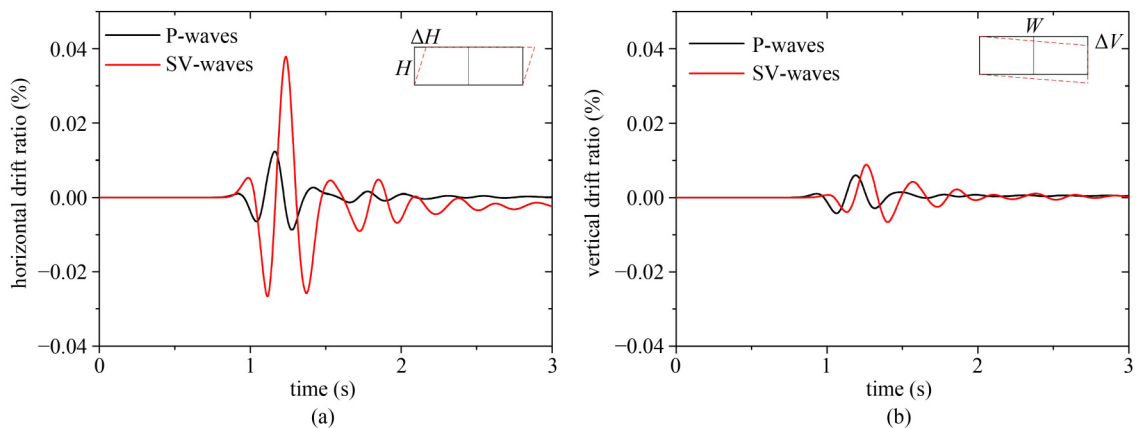 0.04
0.02
0.00
−0.02
−0.04
horizontal drift ratio (%)
P-waves
SV-waves
ΔH
H
0
1
2
3
time (s)
(a)
0.04
0.02
0.00
−0.02
−0.04
vertical drift ratio (%)
P-waves
SV-waves
W
ΔV
0
1
2
3
time (s)
(b)